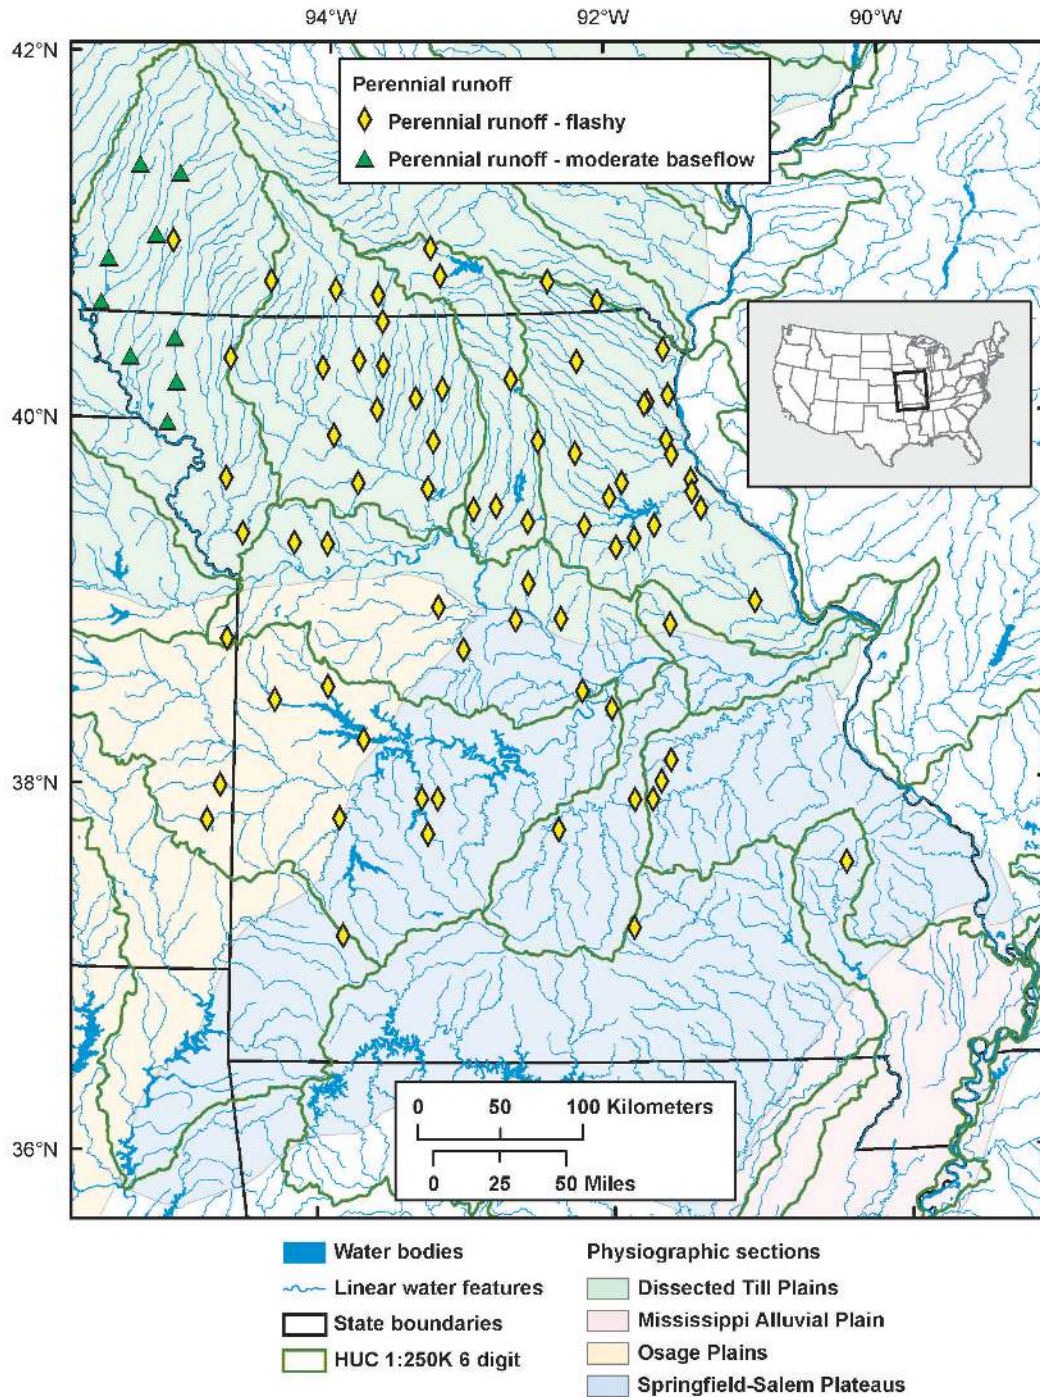 94°W 92°W 90°W
42°N
Perennial runoff
Perennial runoff - flashy
Perennial runoff - moderate baseflow
40°N
38°N
36°N
0 50 100 Kilometers
0 25 50 Miles
Water bodies
Linear water features
State boundaries
HUC 1:250K 6 digit
Physiographic sections
Dissected Till Plains
Mississippi Alluvial Plain
Osage Plains
Springfield-Salem Plateaus